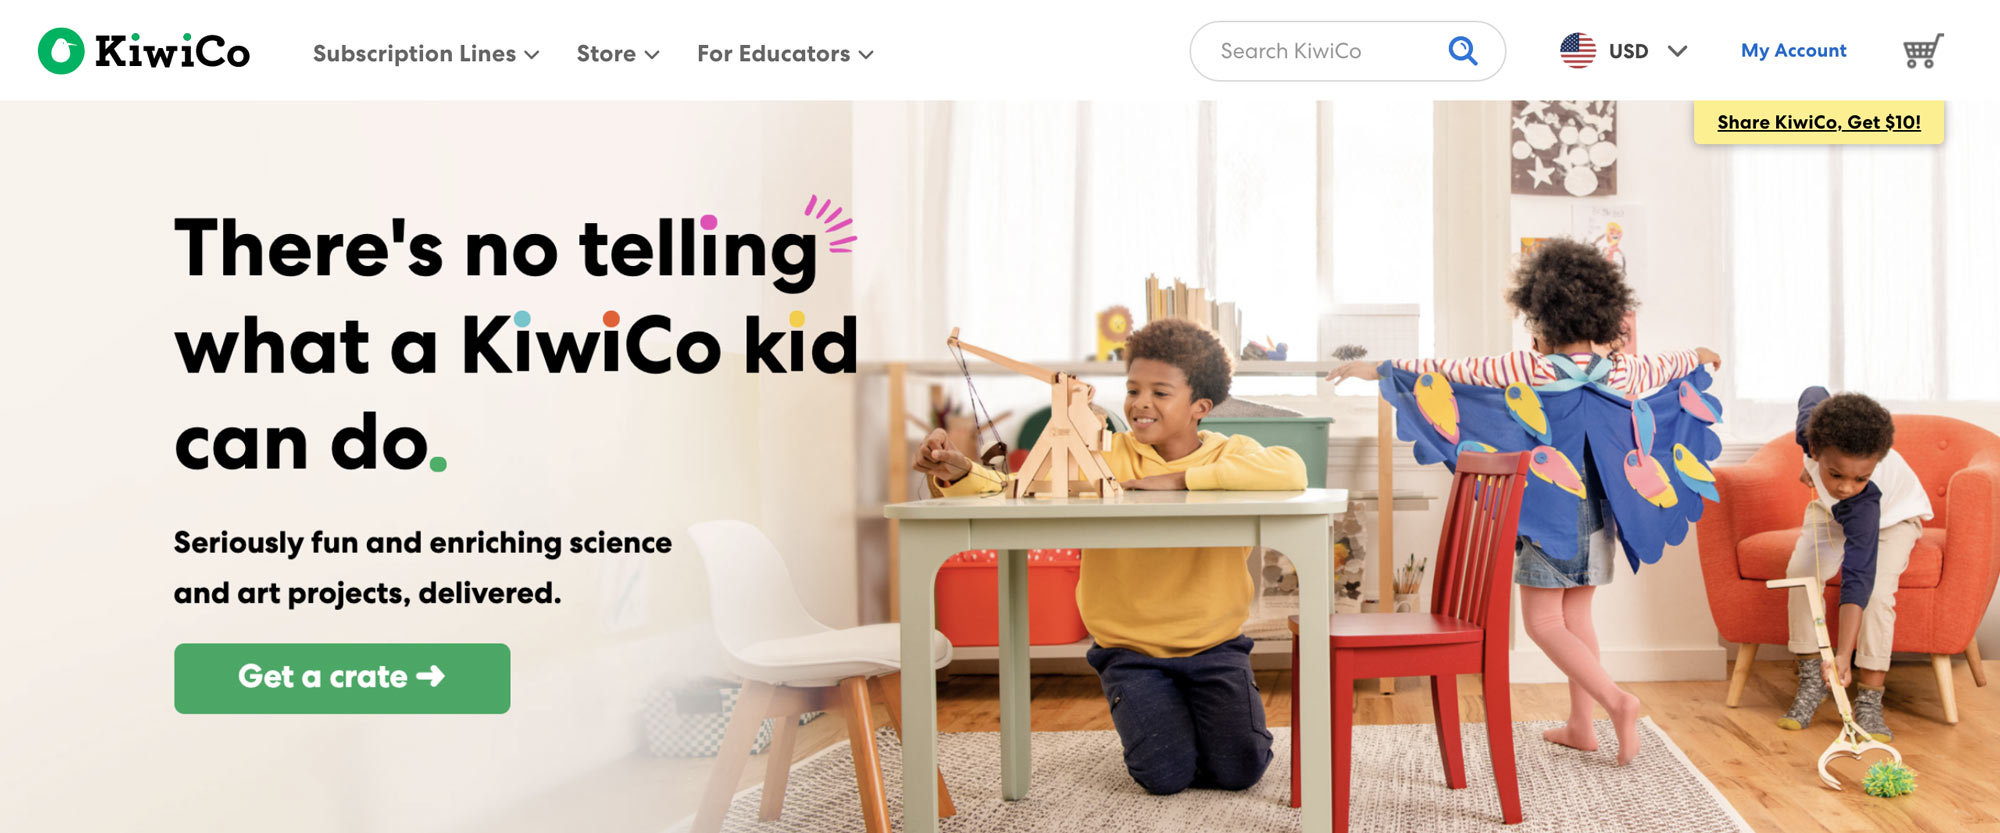 KiwiCo
Subscription Lines
Store
For Educators
Search KiwiCo
USD
My Account
Share KiwiCo, Get $10!
There's no telling
what a KiwiCo kid
can do.
Seriously fun and enriching science
and art projects, delivered.
Get a crate →